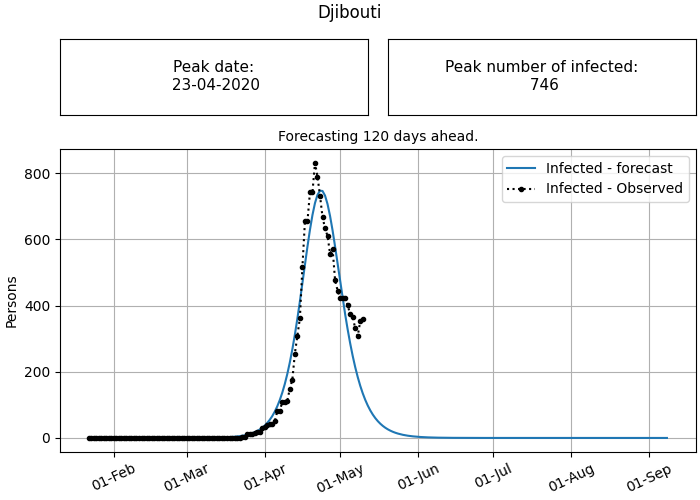 Djibouti
Peak date:
23-04-2020
Peak number of infected:
746
Forecasting 120 days ahead.
Infected - forecast
Infected - Observed
Persons
800
600
400
200
0
01-Feb
01-Mar
01-Apr
01-May
01-Jun
01-Jul
01-Aug
01-Sep